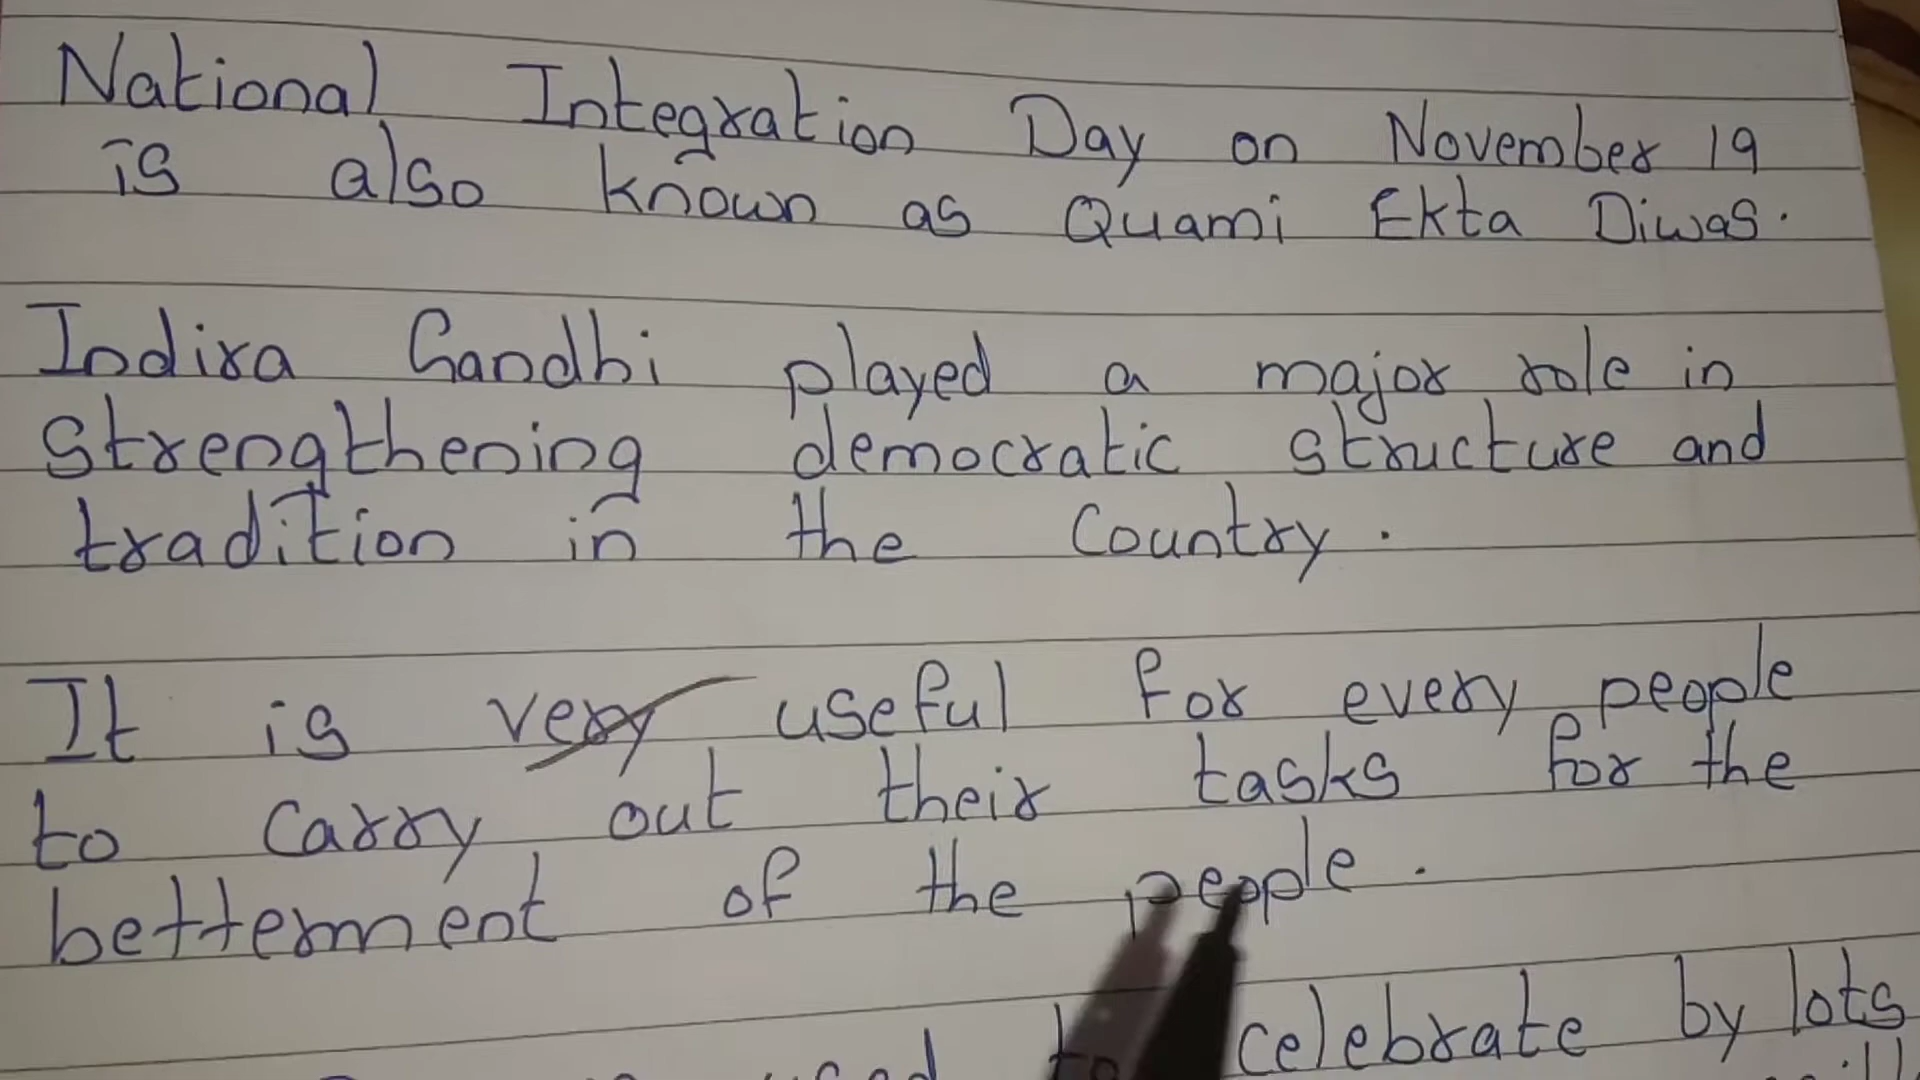 National Integration Day on November 19
is also known as Quami Ekta Diwas.
Indira Gandhi played a major role in
strengthening democratic structure and
tradition in the Country.
It is very useful for every people
to carry out their tasks for the
betterment of the people.
celebrate by lots